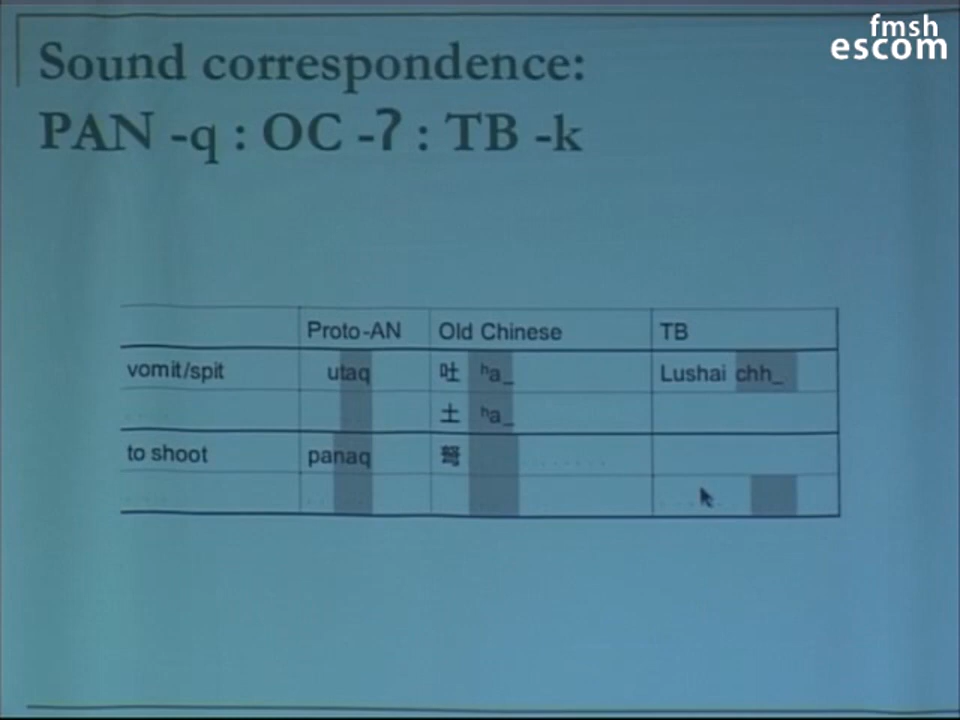 fmsh
escom
Sound correspondence:
PAN -q : OC -ʔ : TB -k
Proto-AN Old Chinese TB
vomit/spit utaq 吐 ʰa_ Lushai chh_
土 ʰa_
to shoot panaq 弩